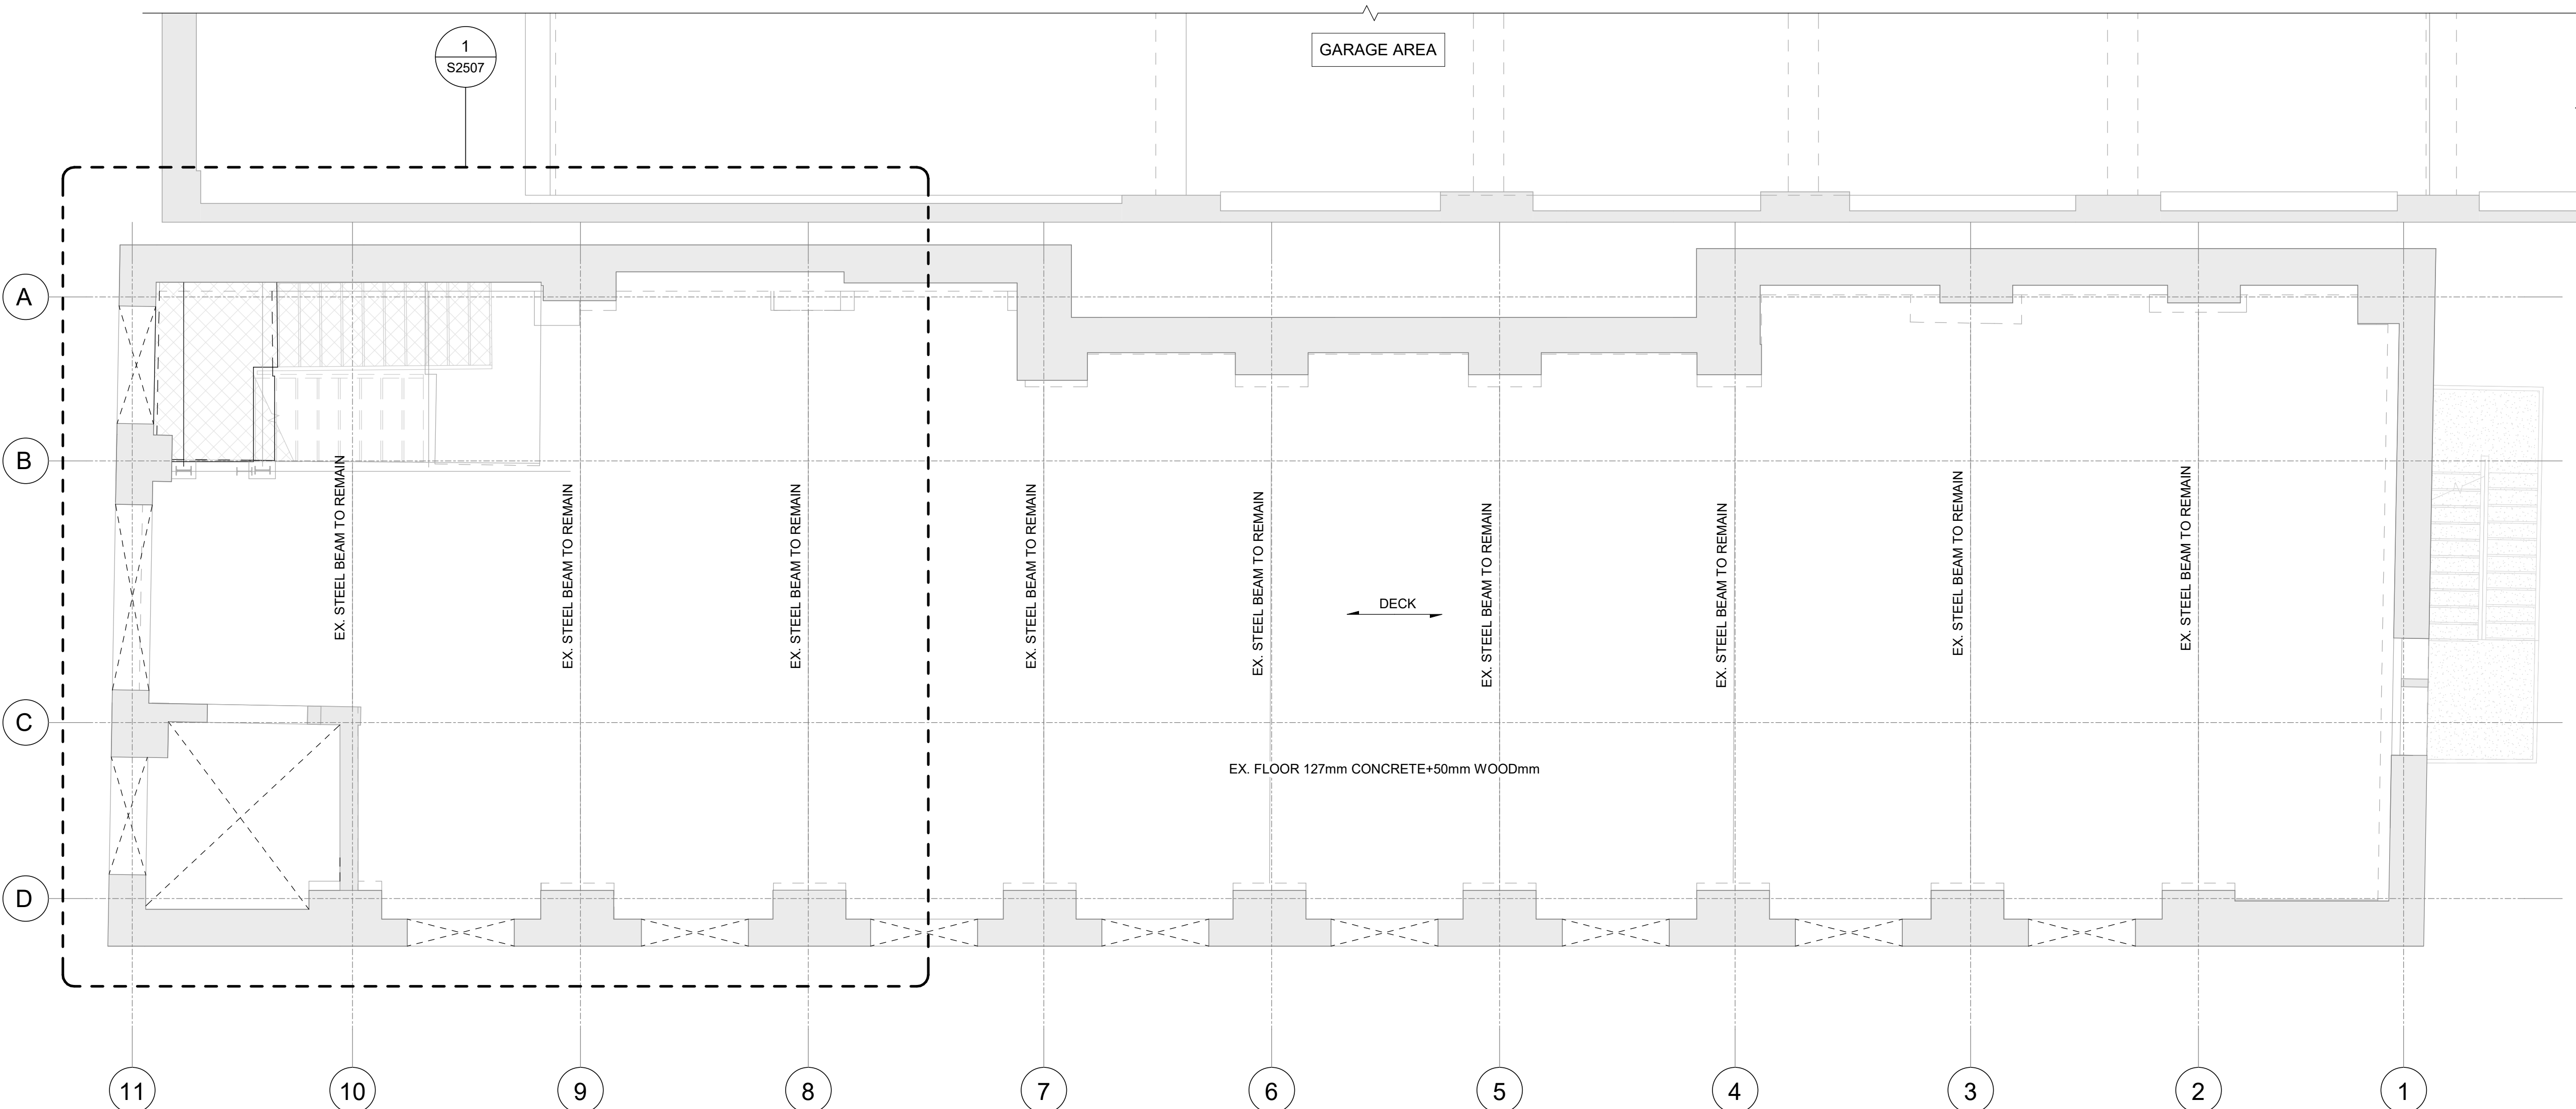 1
S2507
GARAGE AREA
A
B
C
D
EX. STEEL BEAM TO REMAIN
EX. STEEL BEAM TO REMAIN
EX. STEEL BEAM TO REMAIN
EX. STEEL BEAM TO REMAIN
EX. STEEL BEAM TO REMAIN
EX. STEEL BEAM TO REMAIN
EX. STEEL BEAM TO REMAIN
EX. STEEL BEAM TO REMAIN
EX. STEEL BEAM TO REMAIN
DECK
EX. FLOOR 127mm CONCRETE+50mm WOODmm
11
10
9
8
7
6
5
4
3
2
1